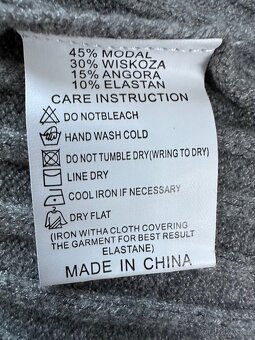 45% MODAL
30% WISKOZA
15% ANGORA
10% ELASTAN
CARE INSTRUCTION
DO NOTBLEACH
HAND WASH COLD
DO NOT TUMBLE DRY(WRING TO DRY)
LINE DRY
COOL IRON IF NECESSARY
DRY FLAT
(IRON WITHA CLOTH COVERING
THE GARMENT FOR BEST RESULT
ELASTANE)
MADE IN CHINA